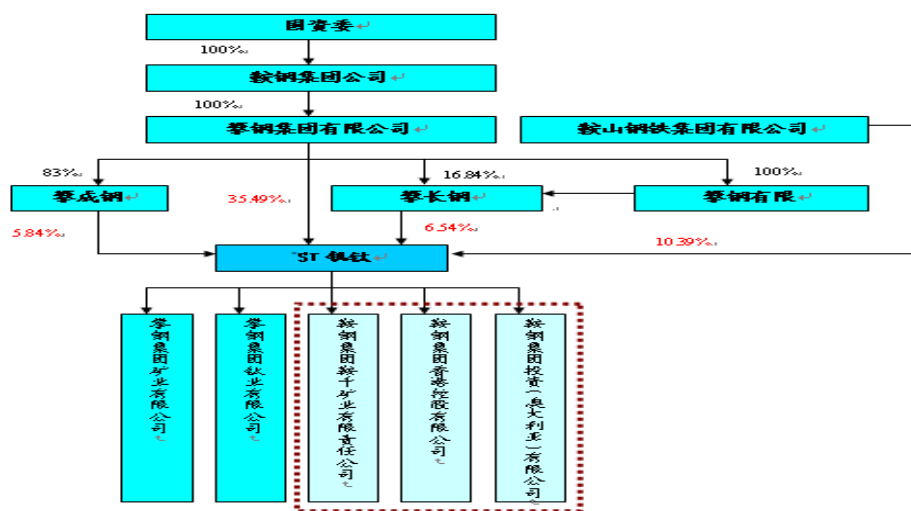 国資委
100%
鞍钢集团公司
100%
攀钢集团有限公司
鞍山钢铁集团有限公司
83%
16.84%
100%
攀成钢
35.49%
攀长钢
攀钢有限
5.84%
6.54%
10.39%
*ST 钒钛
攀钢集团矿业有限公司
攀钢集团钛业有限公司
鞍钢集团鞍千矿业有限责任公司
鞍钢集团香港控股有限公司
鞍钢集团投资(澳大利亚)有限公司